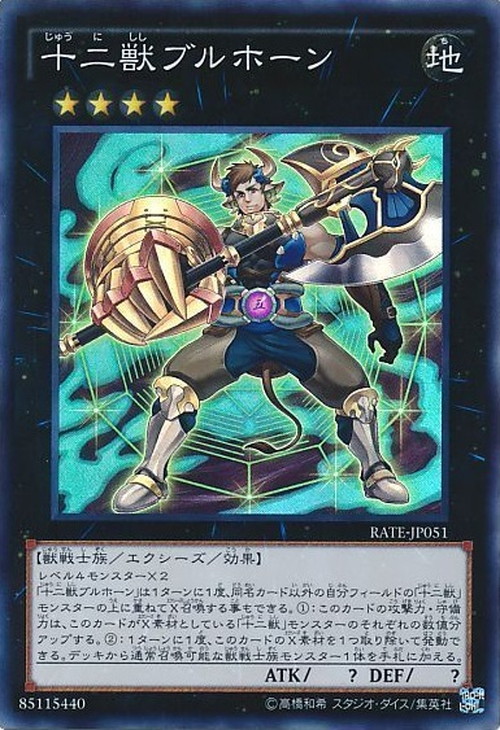 じゅう に しし
十二獣ブルホーン
ち
地
五
RATE-JP051
【獣戦士族/エクシーズ/効果】
レベル4モンスター×2
「十二獣ブルホーン」は1ターンに1度、同名カード以外の自分フィールドの「十二獣」
モンスターの上に重ねてX召喚する事もできる。①:このカードの攻撃力・守備
力は、このカードがX素材としている「十二獣」モンスターのそれぞれの数値分
アップする。②:1ターンに1度、このカードのX素材を1つ取り除いて発動で
きる。デッキから通常召喚可能な獣戦士族モンスター1体を手札に加える。
ATK/ ? DEF/ ?
85115440
©高橋和希 スタジオ・ダイス/集英社